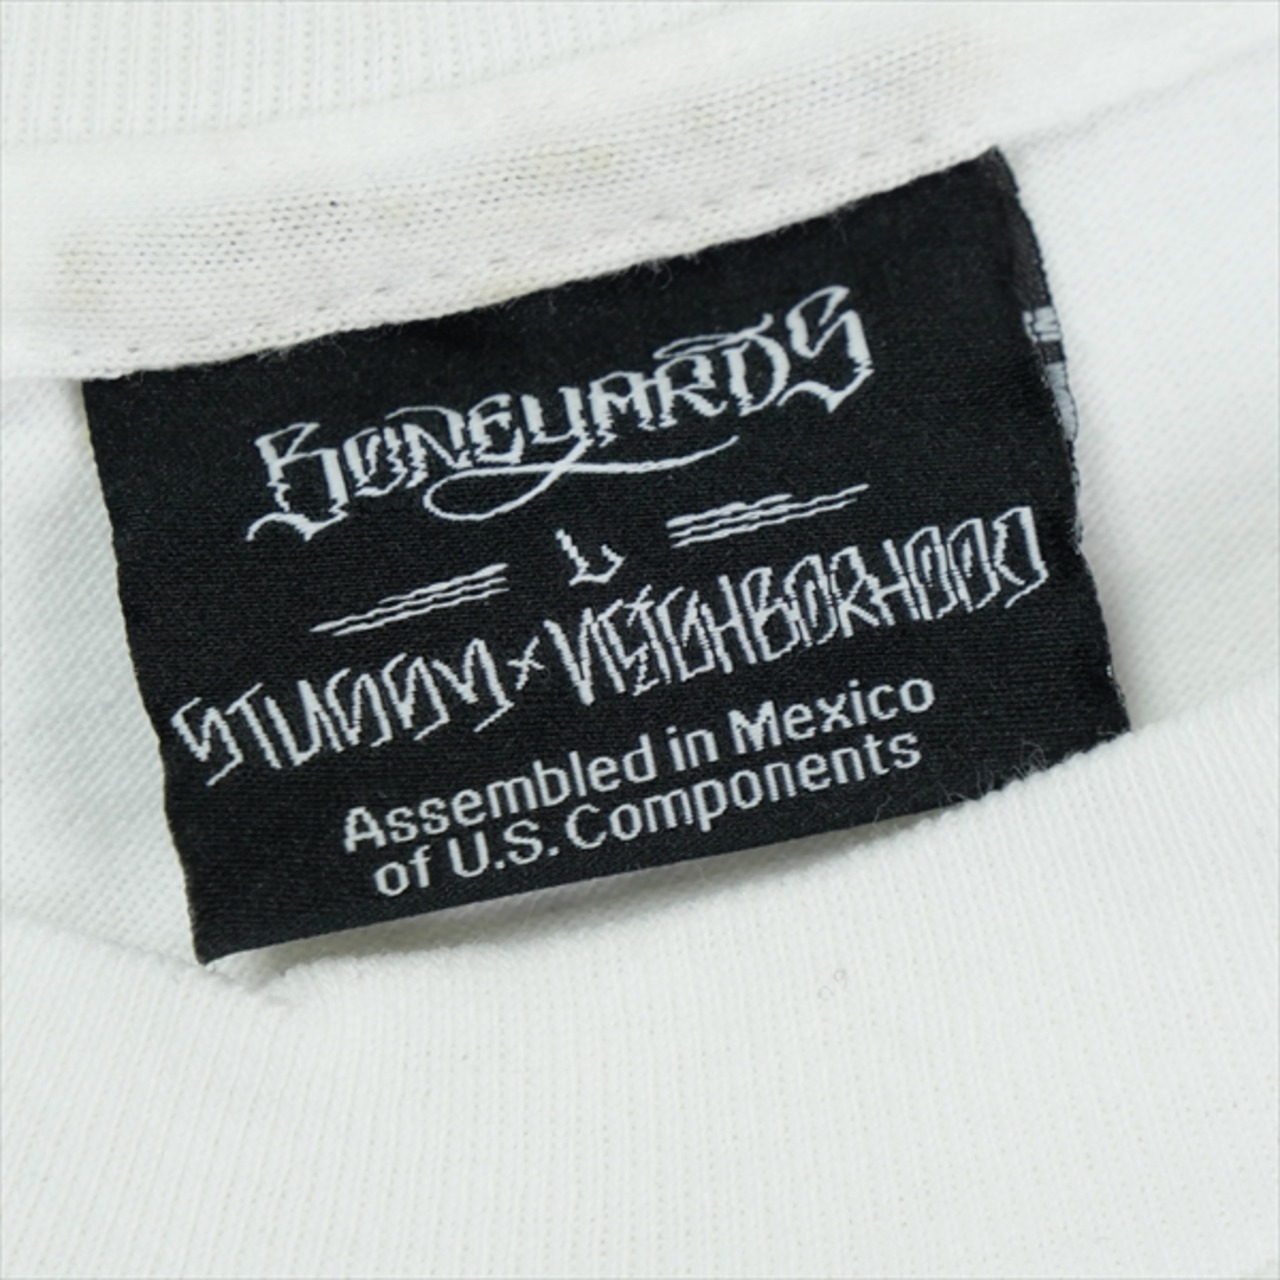 BONEYARDS
L
STUSSY × NEIGHBORHOOD
Assembled in Mexico
of U.S. Components